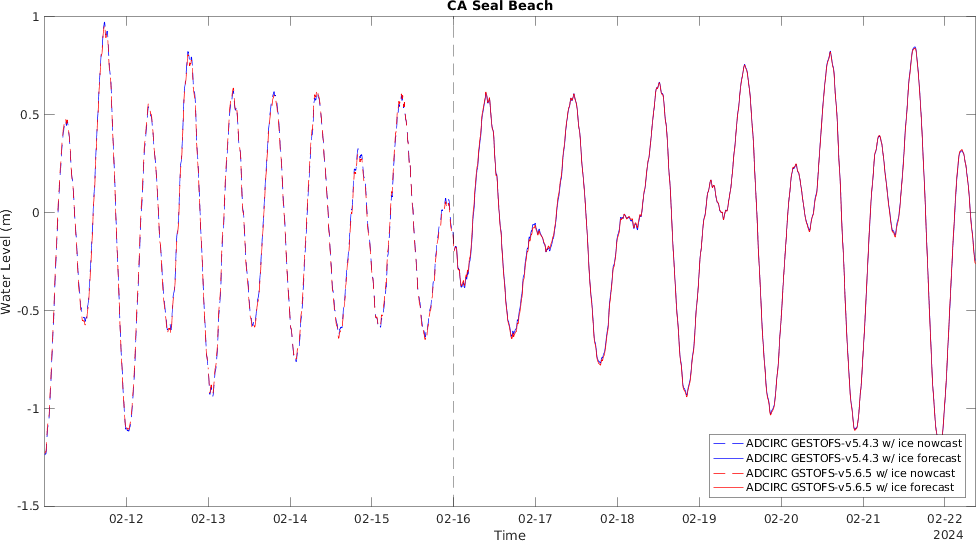 CA Seal Beach
1
0.5
0
-0.5
-1
-1.5
Water Level (m)
02-12 02-13 02-14 02-15 02-16 02-17 02-18 02-19 02-20 02-21 02-22
Time
2024
ADCIRC GESTOFS-v5.4.3 w/ ice nowcast
ADCIRC GESTOFS-v5.4.3 w/ ice forecast
ADCIRC GSTOFS-v5.6.5 w/ ice nowcast
ADCIRC GSTOFS-v5.6.5 w/ ice forecast